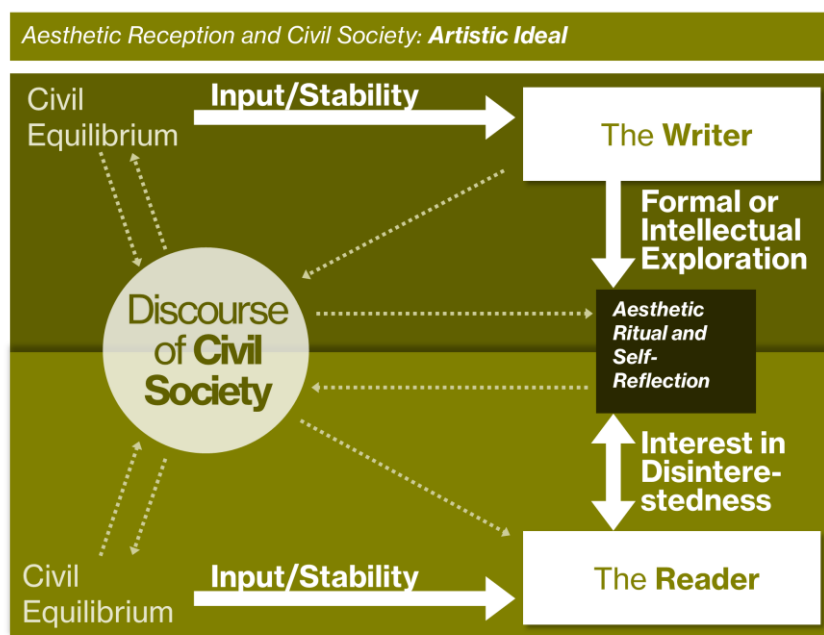 Aesthetic Reception and Civil Society: Artistic Ideal
Civil
Equilibrium
Input/Stability
The Writer
Formal or
Intellectual
Exploration
Discourse
of Civil
Society
Aesthetic
Ritual and
Self-
Reflection
Interest in
Disintere-
stedness
Civil
Equilibrium
Input/Stability
The Reader